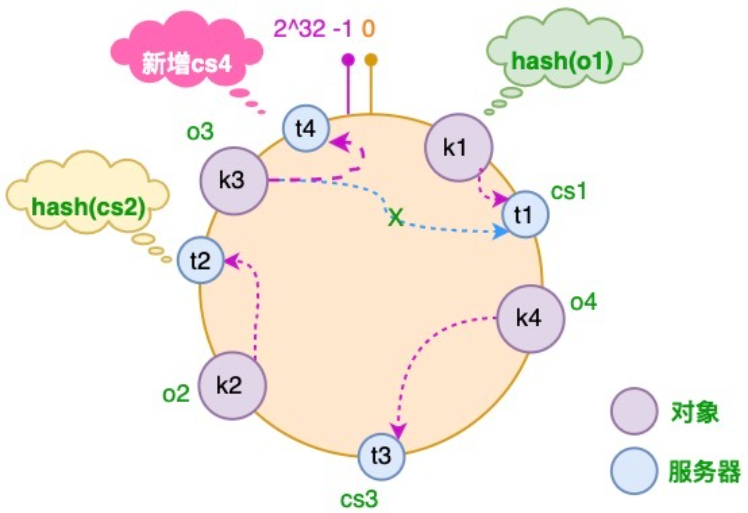 2^32 -1 0
新增cs4
hash(o1)
t4
o3
k1
k3
cs1
hash(cs2)
t1
x
t2
k4
o4
k2
o2
对象
t3
服务器
cs3